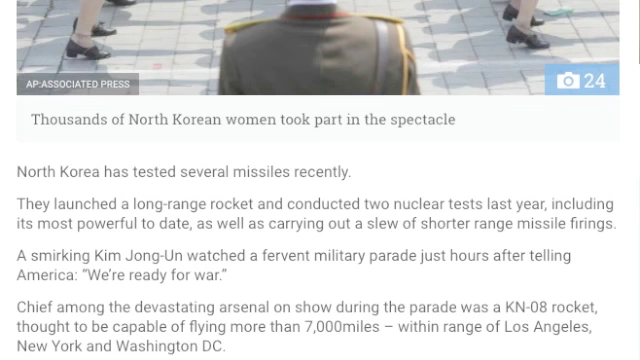 AP:ASSOCIATED PRESS
24
Thousands of North Korean women took part in the spectacle
North Korea has tested several missiles recently.
They launched a long-range rocket and conducted two nuclear tests last year, including
its most powerful to date, as well as carrying out a slew of shorter range missile firings.
A smirking Kim Jong-Un watched a fervent military parade just hours after telling
America: “We’re ready for war.”
Chief among the devastating arsenal on show during the parade was a KN-08 rocket,
thought to be capable of flying more than 7,000miles – within range of Los Angeles,
New York and Washington DC.